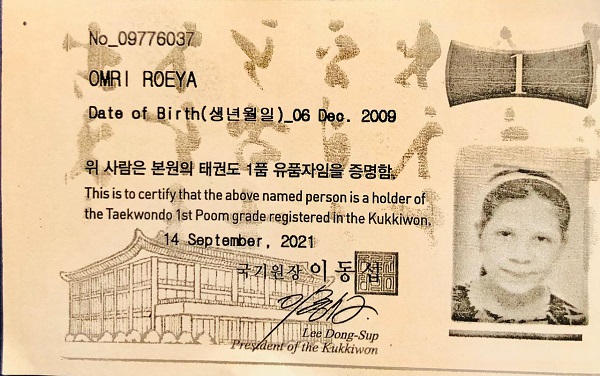 No_09776037
1
OMRI ROEYA
Date of Birth(생년월일)_06 Dec. 2009
위 사람은 본원의 태권도 1품 유품자임을 증명함.
This is to certify that the above named person is a holder of
the Taekwondo 1st Poom grade registered in the Kukkiwon.
14 September, 2021
국기원장 이동섭
Lee Dong-Sup
President of the Kukkiwon